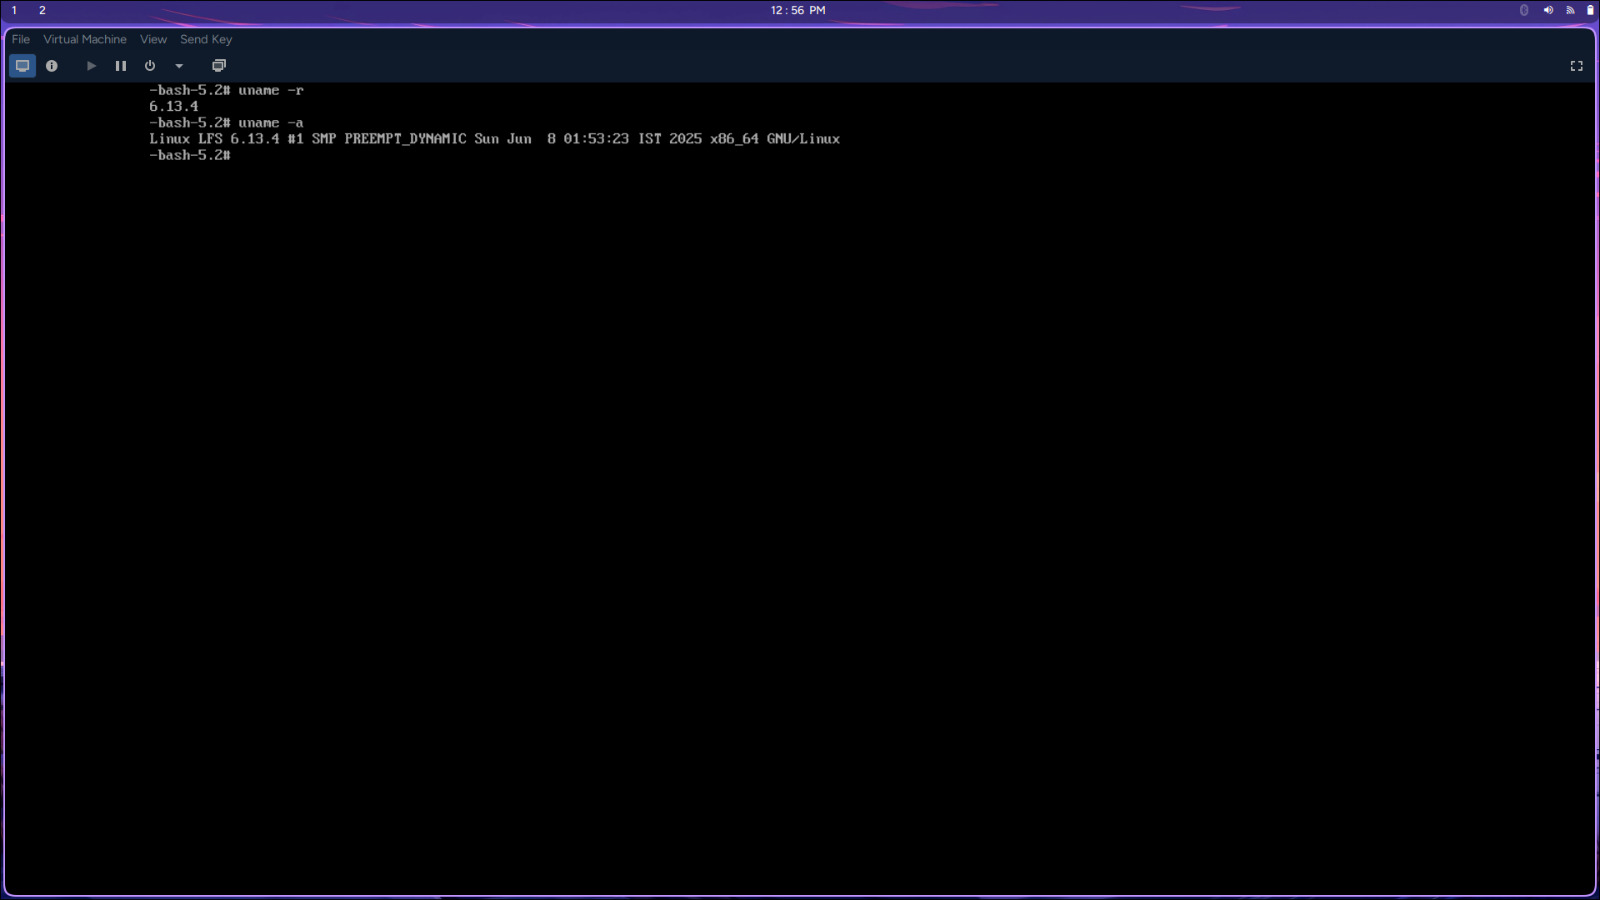 1 2 12 : 56 PM
File Virtual Machine View Send Key
-bash-5.2# uname -r
6.13.4
-bash-5.2# uname -a
Linux LFS 6.13.4 #1 SMP PREEMPT_DYNAMIC Sun Jun  8 01:53:23 IST 2025 x86_64 GNU/Linux
-bash-5.2#